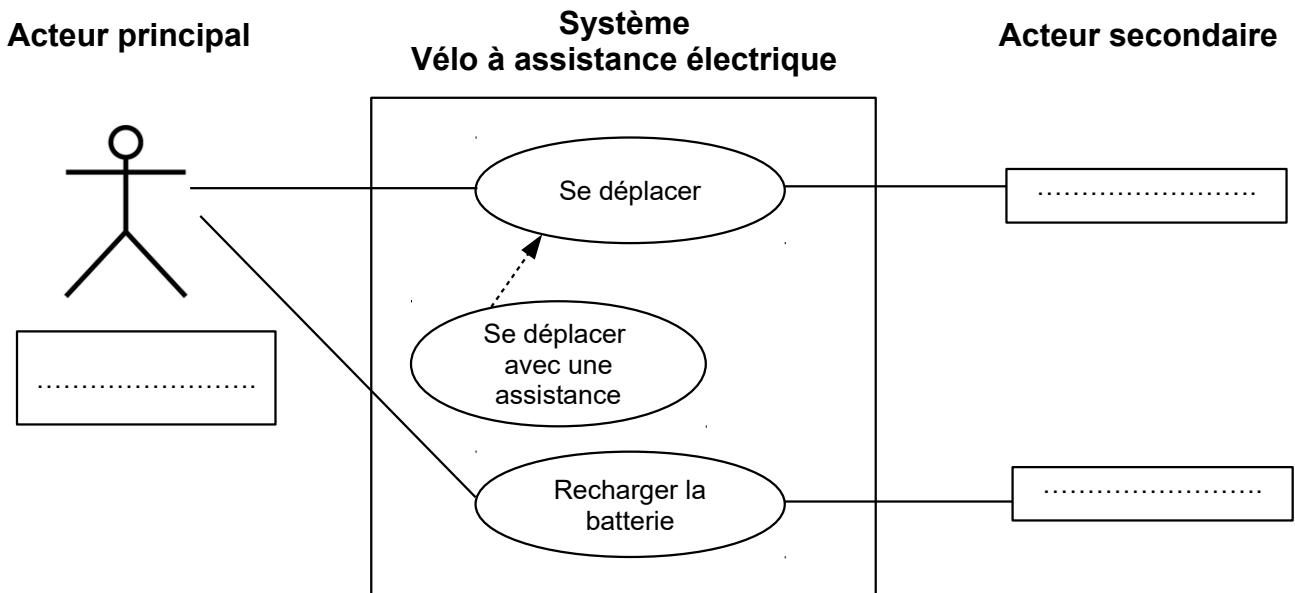 Acteur principal
Système
Vélo à assistance électrique
Acteur secondaire
Se déplacer
.........................
Se déplacer
avec une
assistance
.........................
Recharger la
batterie
.........................